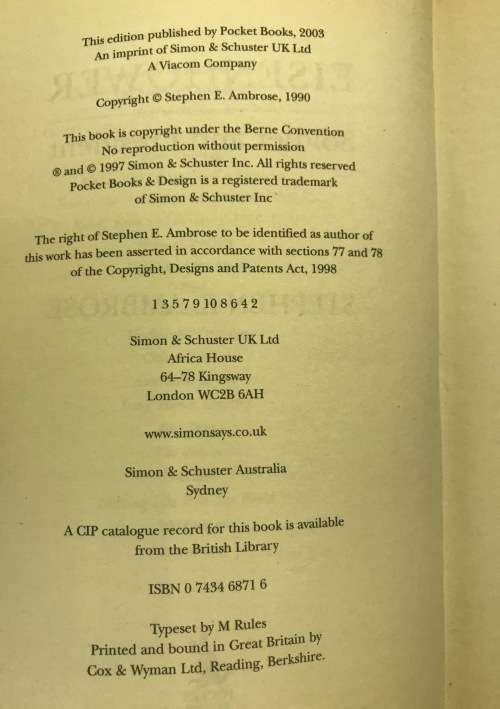 This edition published by Pocket Books, 2003
An imprint of Simon & Schuster UK Ltd
A Viacom Company
Copyright © Stephen E. Ambrose, 1990
This book is copyright under the Berne Convention
No reproduction without permission
® and © 1997 Simon & Schuster Inc. All rights reserved
Pocket Books & Design is a registered trademark
of Simon & Schuster Inc
The right of Stephen E. Ambrose to be identified as author of
this work has been asserted in accordance with sections 77 and 78
of the Copyright, Designs and Patents Act, 1998
1 3 5 7 9 10 8 6 4 2
Simon & Schuster UK Ltd
Africa House
64–78 Kingsway
London WC2B 6AH
www.simonsays.co.uk
Simon & Schuster Australia
Sydney
A CIP catalogue record for this book is available
from the British Library
ISBN 0 7434 6871 6
Typeset by M Rules
Printed and bound in Great Britain by
Cox & Wyman Ltd, Reading, Berkshire.